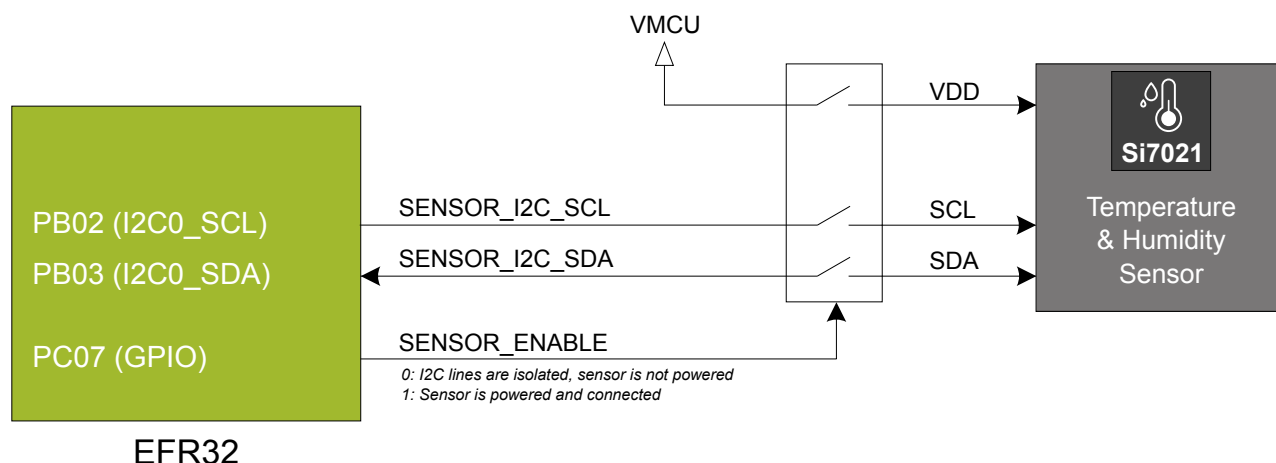 VMCU
VDD
Si7021
PB02 (I2C0_SCL)
SENSOR_I2C_SCL
SCL
Temperature
& Humidity
Sensor
PB03 (I2C0_SDA)
SENSOR_I2C_SDA
SDA
PC07 (GPIO)
SENSOR_ENABLE
0: I2C lines are isolated, sensor is not powered
1: Sensor is powered and connected
EFR32